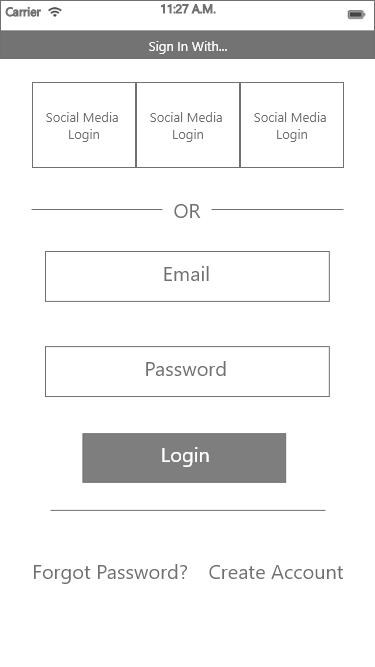 Carrier 11:27 A.M.
Sign In With...
Social Media Login
Social Media Login
Social Media Login
OR
Email
Password
Login
Forgot Password? Create Account